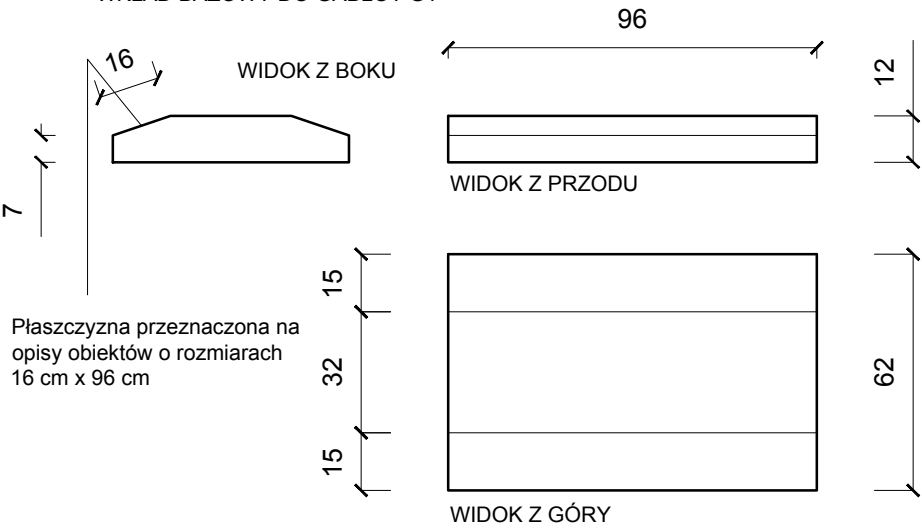 96
16
WIDOK Z BOKU
12
7
WIDOK Z PRZODU
15
Płaszczyzna przeznaczona na
opisy obiektów o rozmiarach
16 cm x 96 cm
32
62
15
WIDOK Z GÓRY